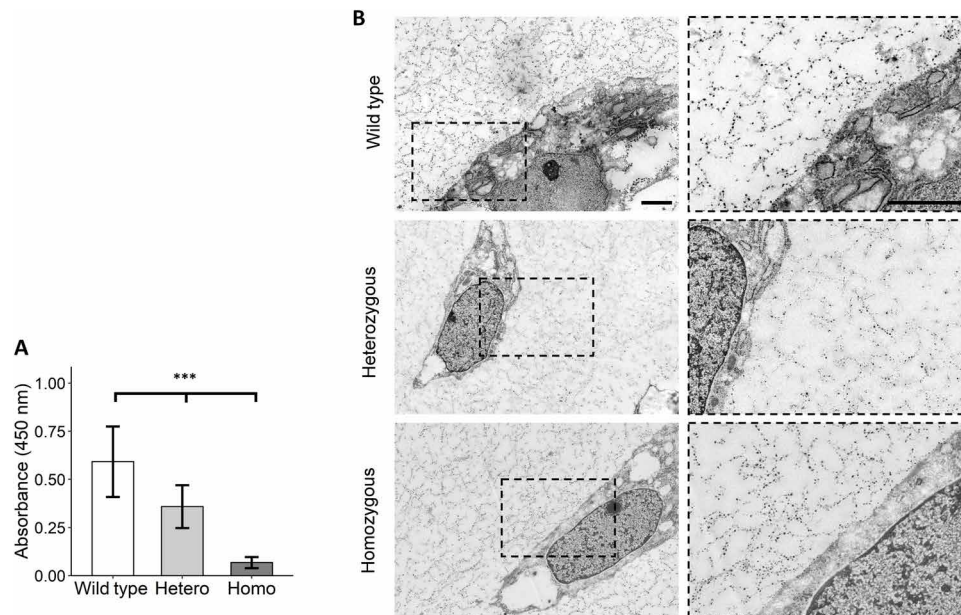 B
Wild type
Heterozygous
Homozygous
A
***
Absorbance (450 nm)
1.00
0.75
0.50
0.25
0.00
Wild type Hetero Homo